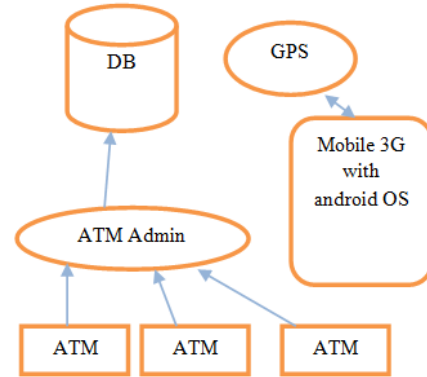 DB
GPS
Mobile 3G
with
android OS
ATM Admin
ATM
ATM
ATM